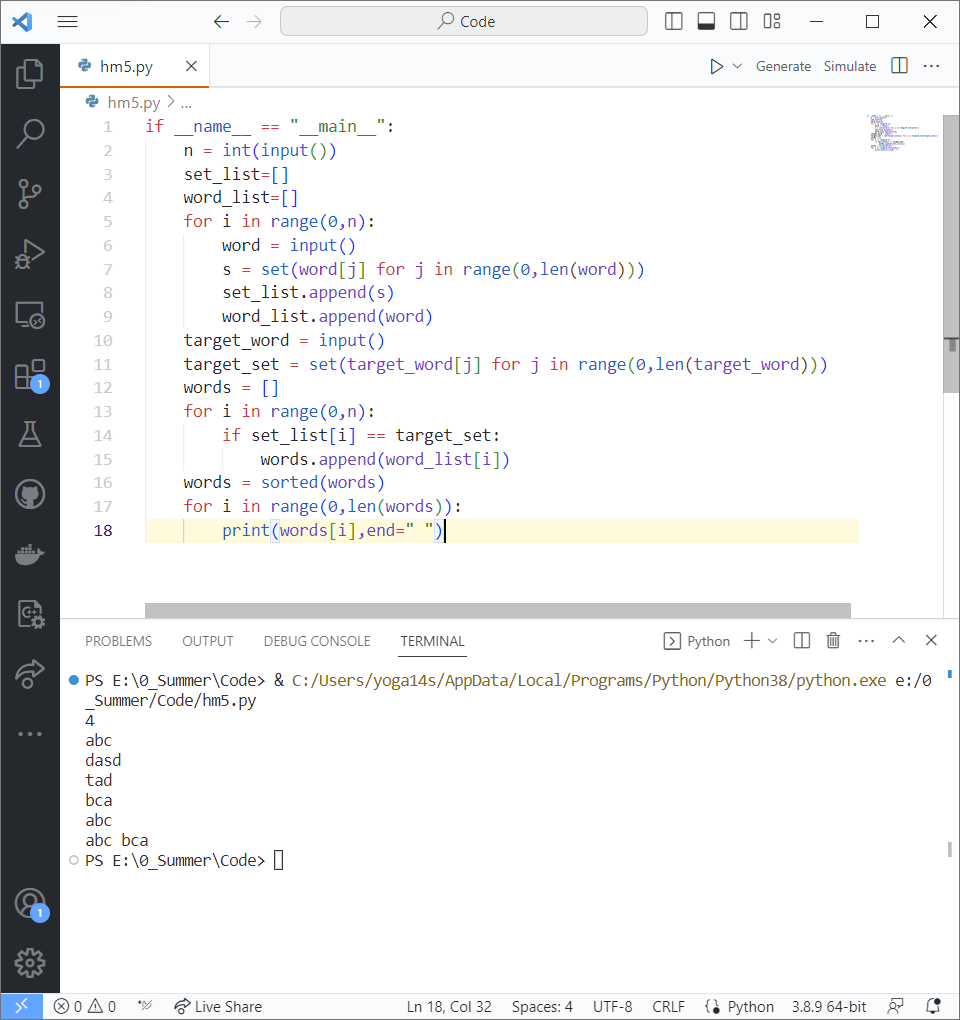 Code
hm5.py
Generate Simulate
hm5.py > ...
1 if __name__ == "__main__":
2 n = int(input())
3 set_list=[]
4 word_list=[]
5 for i in range(0,n):
6 word = input()
7 s = set(word[j] for j in range(0,len(word)))
8 set_list.append(s)
9 word_list.append(word)
10 target_word = input()
11 target_set = set(target_word[j] for j in range(0,len(target_word)))
12 words = []
13 for i in range(0,n):
14 if set_list[i] == target_set:
15 words.append(word_list[i])
16 words = sorted(words)
17 for i in range(0,len(words)):
18 print(words[i],end=" ")
1
PROBLEMS OUTPUT DEBUG CONSOLE TERMINAL Python
PS E:\0_Summer\Code> & C:/Users/yoga14s/AppData/Local/Programs/Python/Python38/python.exe e:/0
_Summer/Code/hm5.py
4
abc
dasd
tad
bca
abc
abc bca
PS E:\0_Summer\Code>
1
0 0 Live Share Ln 18, Col 32 Spaces: 4 UTF-8 CRLF Python 3.8.9 64-bit